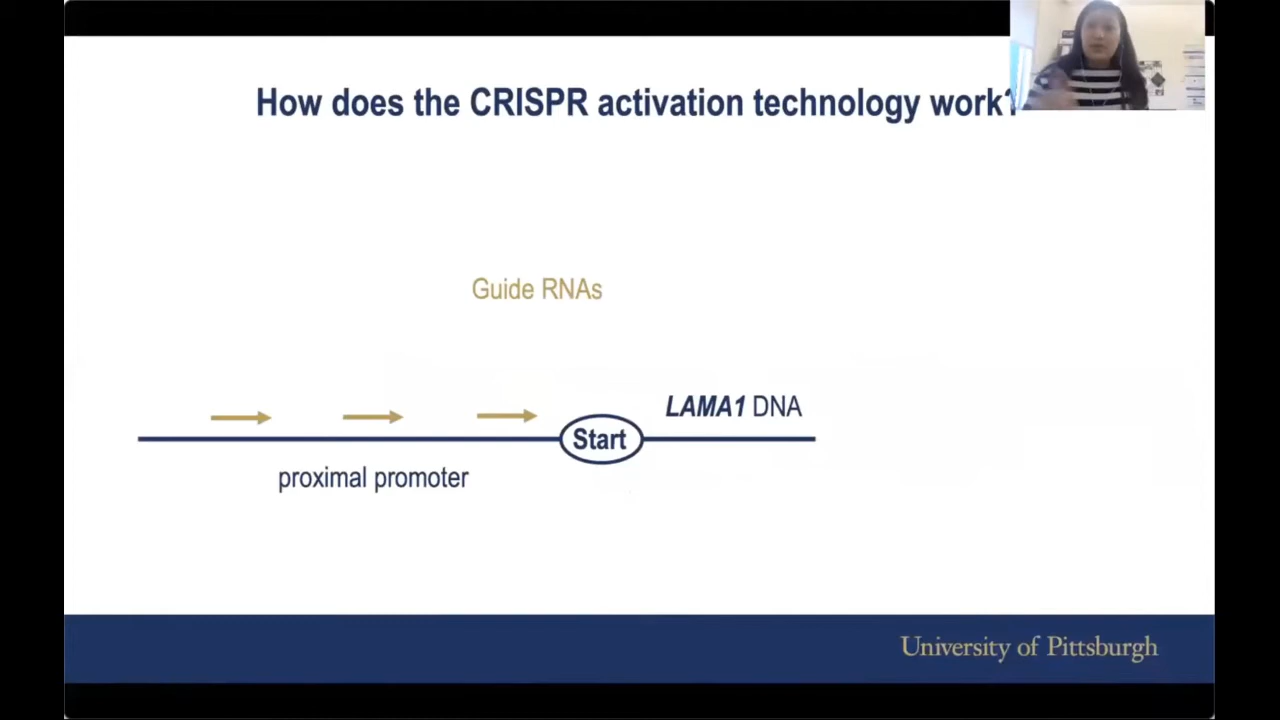 How does the CRISPR activation technology work?
Guide RNAs
LAMA1 DNA
Start
proximal promoter
University of Pittsburgh